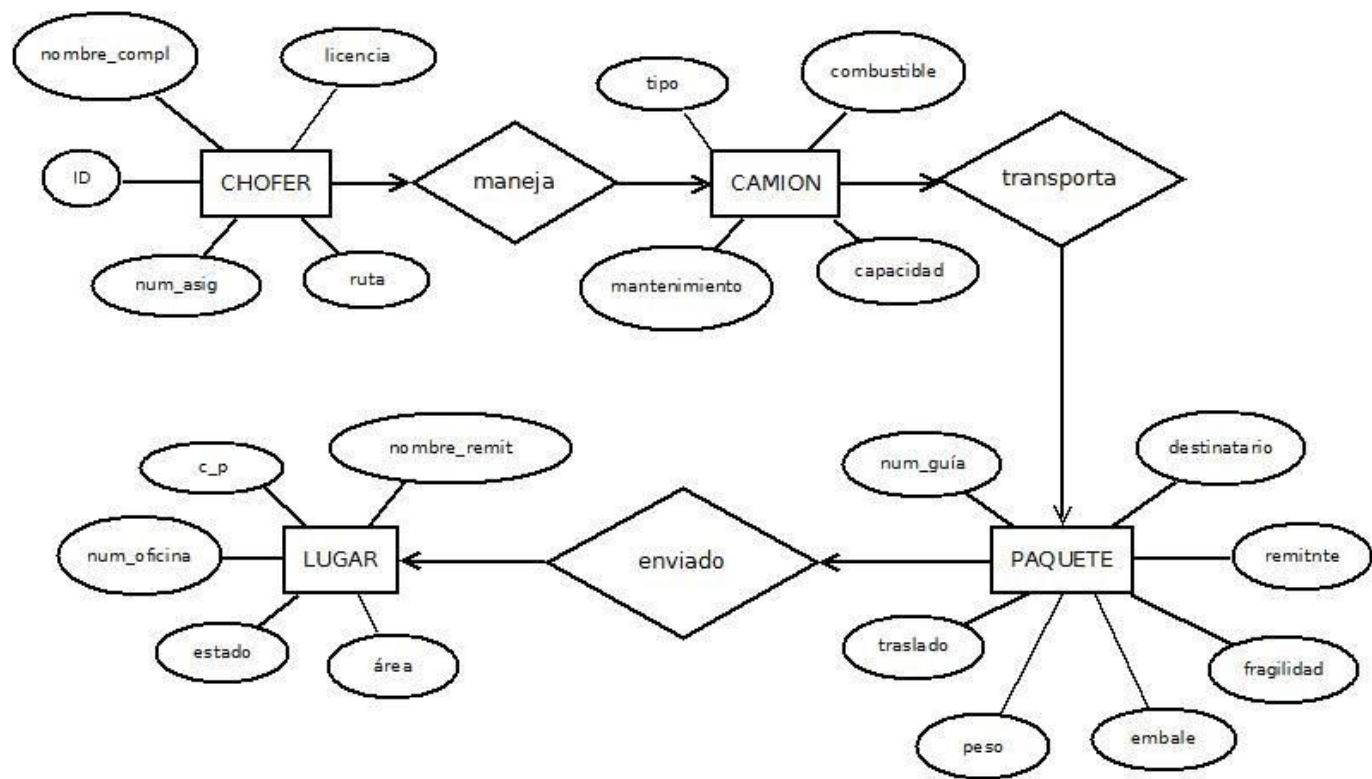 nombre_compl
licencia
tipo
combustible
ID
CHOFER
maneja
CAMION
transporta
num_asig
ruta
mantenimiento
capacidad
c_p
nombre_remit
num_guía
destinatario
num_oficina
LUGAR
enviado
PAQUETE
remitnte
estado
área
traslado
fragilidad
peso
embale